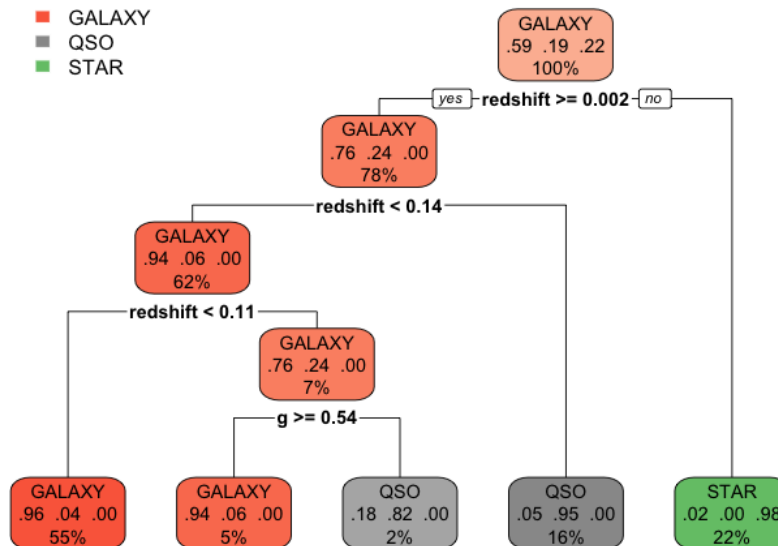 GALAXY
QSO
STAR
GALAXY
.59 .19 .22
100%
yes redshift >= 0.002 no
GALAXY
.76 .24 .00
78%
redshift < 0.14
GALAXY
.94 .06 .00
62%
redshift < 0.11
GALAXY
.76 .24 .00
7%
g >= 0.54
GALAXY
.96 .04 .00
55%
GALAXY
.94 .06 .00
5%
QSO
.18 .82 .00
2%
QSO
.05 .95 .00
16%
STAR
.02 .00 .98
22%